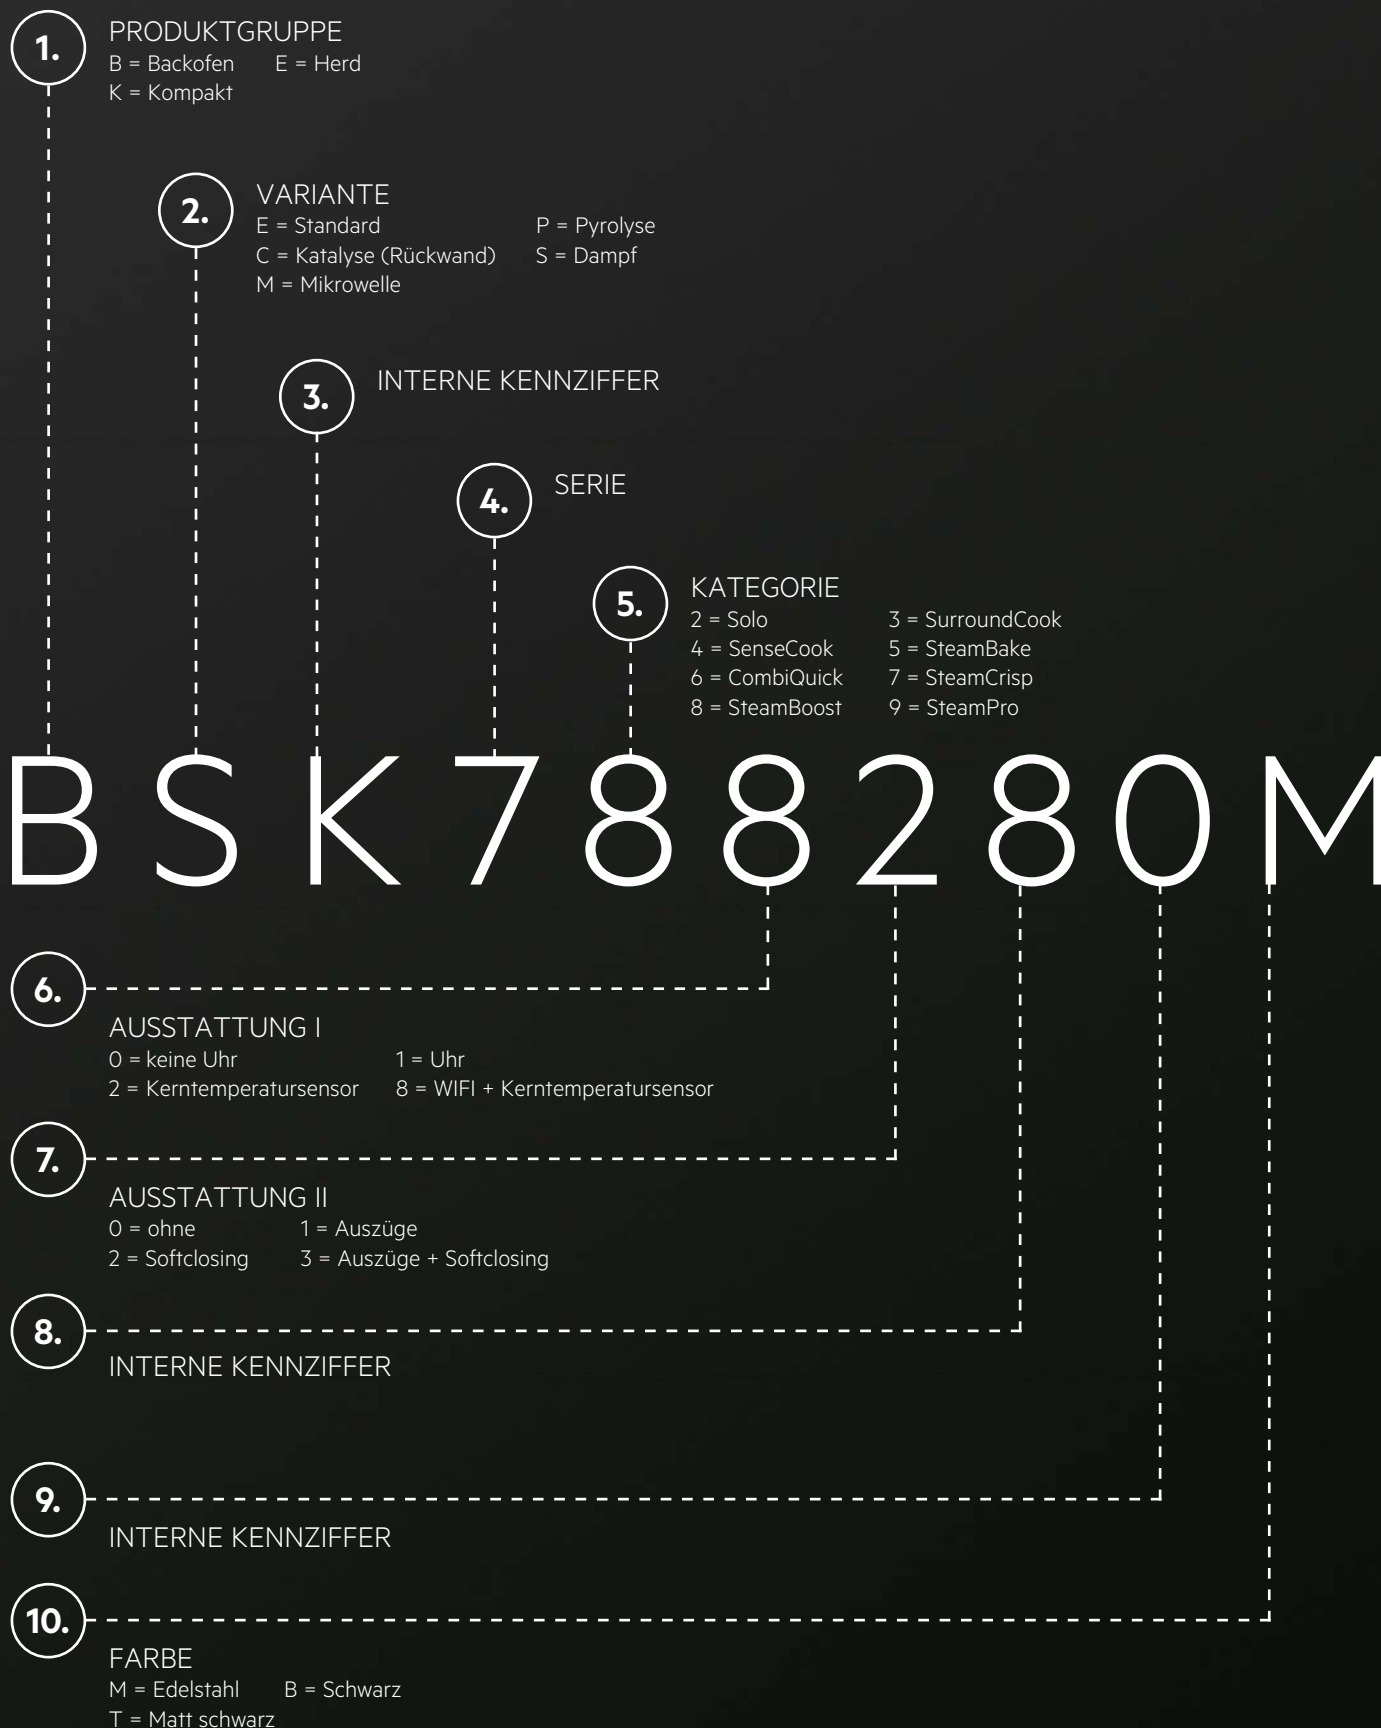 1.
PRODUKTGRUPPE
B = Backofen E = Herd
K = Kompakt
2.
VARIANTE
E = Standard P = Pyrolyse
C = Katalyse (Rückwand) S = Dampf
M = Mikrowelle
3.
INTERNE KENNZIFFER
4.
SERIE
5.
KATEGORIE
2 = Solo 3 = SurroundCook
4 = SenseCook 5 = SteamBake
6 = CombiQuick 7 = SteamCrisp
8 = SteamBoost 9 = SteamPro
BSK788280M
6.
AUSSTATTUNG I
0 = keine Uhr 1 = Uhr
2 = Kerntemperatursensor 8 = WIFI + Kerntemperatursensor
7.
AUSSTATTUNG II
0 = ohne 1 = Auszüge
2 = Softclosing 3 = Auszüge + Softclosing
8.
INTERNE KENNZIFFER
9.
INTERNE KENNZIFFER
10.
FARBE
M = Edelstahl B = Schwarz
T = Matt schwarz